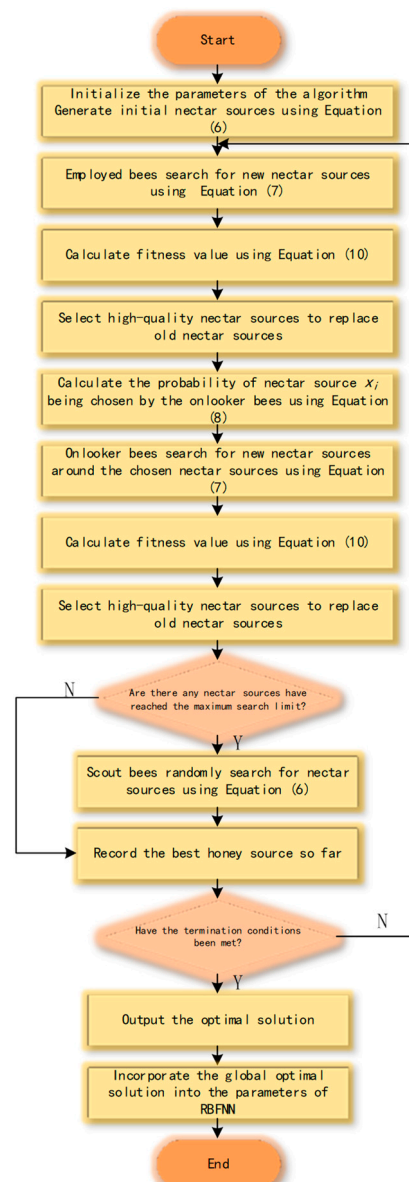 Start
Initialize the parameters of the algorithm
Generate initial nectar sources using Equation
(6)
Employed bees search for new nectar sources
using Equation (7)
Calculate fitness value using Equation (10)
Select high-quality nectar sources to replace
old nectar sources
Calculate the probability of nectar source xi
being chosen by the onlooker bees using Equation
(8)
Onlooker bees search for new nectar sources
around the chosen nectar sources using Equation
(7)
Calculate fitness value using Equation (10)
Select high-quality nectar sources to replace
old nectar sources
N
Are there any nectar sources have
reached the maximum search limit?
Y
Scout bees randomly search for nectar
sources using Equation (6)
Record the best honey source so far
N
Have the termination conditions
been met?
Y
Output the optimal solution
Incorporate the global optimal
solution into the parameters of
RBFNN
End